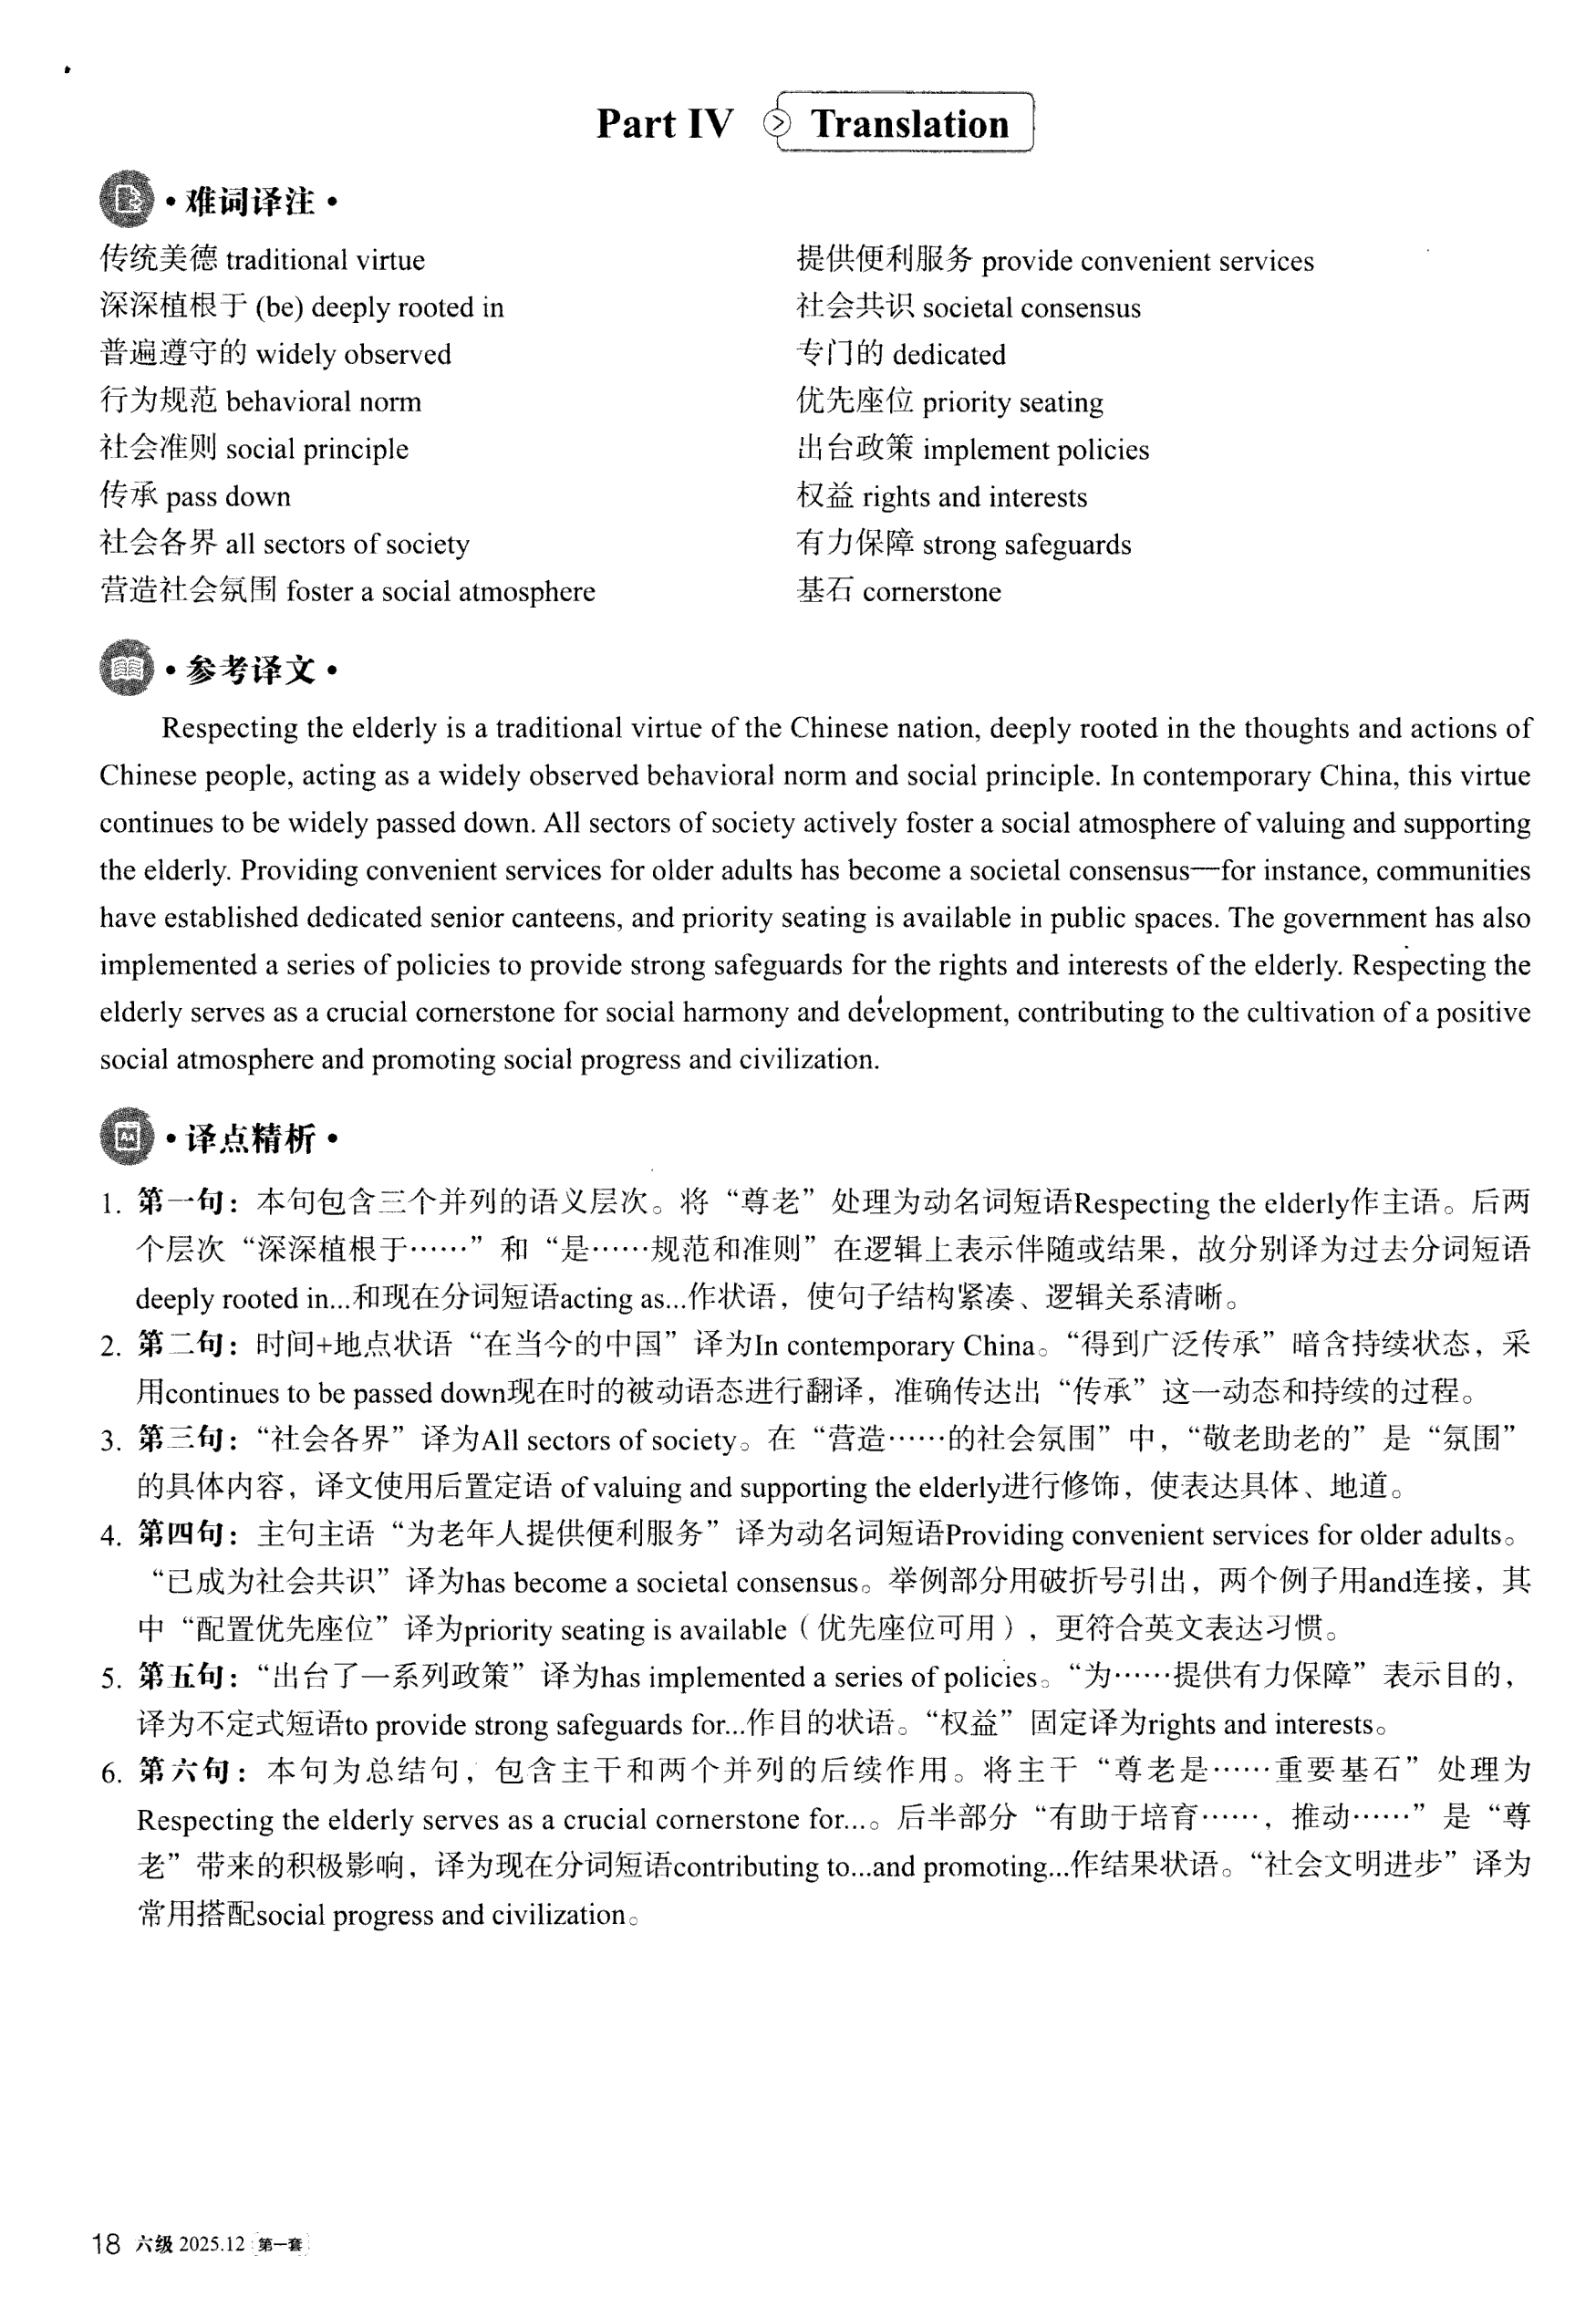 Part IV Translation
·难词译注·
传统美德 traditional virtue
深深植根于 (be) deeply rooted in
普遍遵守的 widely observed
行为规范 behavioral norm
社会准则 social principle
传承 pass down
社会各界 all sectors of society
营造社会氛围 foster a social atmosphere
提供便利服务 provide convenient services
社会共识 societal consensus
专门的 dedicated
优先座位 priority seating
出台政策 implement policies
权益 rights and interests
有力保障 strong safeguards
基石 cornerstone
·参考译文·
Respecting the elderly is a traditional virtue of the Chinese nation, deeply rooted in the thoughts and actions of
Chinese people, acting as a widely observed behavioral norm and social principle. In contemporary China, this virtue
continues to be widely passed down. All sectors of society actively foster a social atmosphere of valuing and supporting
the elderly. Providing convenient services for older adults has become a societal consensus—for instance, communities
have established dedicated senior canteens, and priority seating is available in public spaces. The government has also
implemented a series of policies to provide strong safeguards for the rights and interests of the elderly. Respecting the
elderly serves as a crucial cornerstone for social harmony and development, contributing to the cultivation of a positive
social atmosphere and promoting social progress and civilization.
·译点精析·
1. 第一句：本句包含三个并列的语义层次。将“尊老”处理为动名词短语Respecting the elderly作主语。后两
个层次“深深植根于……”和“是……规范和准则”在逻辑上表示伴随或结果，故分别译为过去分词短语
deeply rooted in...和现在分词短语acting as...作状语，使句子结构紧凑、逻辑关系清晰。
2. 第二句：时间+地点状语“在当今的中国”译为In contemporary China。“得到广泛传承”暗含持续状态，采
用continues to be passed down现在时的被动语态进行翻译，准确传达出“传承”这一动态和持续的过程。
3. 第三句：“社会各界”译为All sectors of society。在“营造……的社会氛围”中，“敬老助老的”是“氛围”
的具体内容，译文使用后置定语 of valuing and supporting the elderly进行修饰，使表达具体、地道。
4. 第四句：主句主语“为老年人提供便利服务”译为动名词短语Providing convenient services for older adults。
“已成为社会共识”译为has become a societal consensus。举例部分用破折号引出，两个例子用and连接，其
中“配置优先座位”译为priority seating is available（优先座位可用），更符合英文表达习惯。
5. 第五句：“出台了一系列政策”译为has implemented a series of policies。“为……提供有力保障”表示目的，
译为不定式短语to provide strong safeguards for...作目的状语。“权益”固定译为rights and interests。
6. 第六句：本句为总结句，包含主干和两个并列的后续作用。将主干“尊老是……重要基石”处理为
Respecting the elderly serves as a crucial cornerstone for...。后半部分“有助于培育……，推动……”是“尊
老”带来的积极影响，译为现在分词短语contributing to...and promoting...作结果状语。“社会文明进步”译为
常用搭配social progress and civilization。
18 六级 2025.12 第一套